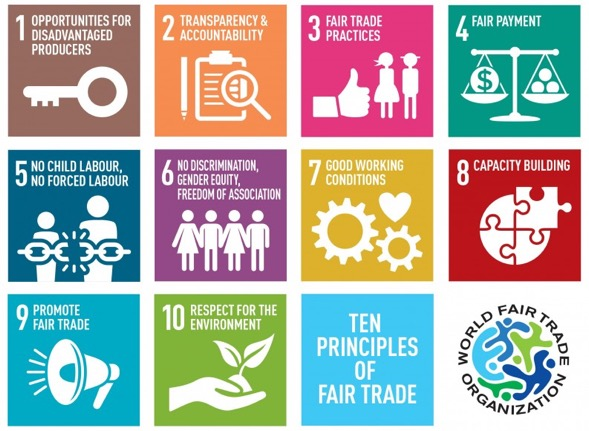 1 OPPORTUNITIES FOR
DISADVANTAGED
PRODUCERS
2 TRANSPARENCY &
ACCOUNTABILITY
3 FAIR TRADE
PRACTICES
4 FAIR PAYMENT
$
5 NO CHILD LABOUR,
NO FORCED LABOUR
6 NO DISCRIMINATION,
GENDER EQUITY,
FREEDOM OF ASSOCIATION
7 GOOD WORKING
CONDITIONS
8 CAPACITY BUILDING
9 PROMOTE
FAIR TRADE
10 RESPECT FOR THE
ENVIRONMENT
TEN
PRINCIPLES
OF
FAIR TRADE
WORLD FAIR TRADE
ORGANIZATION